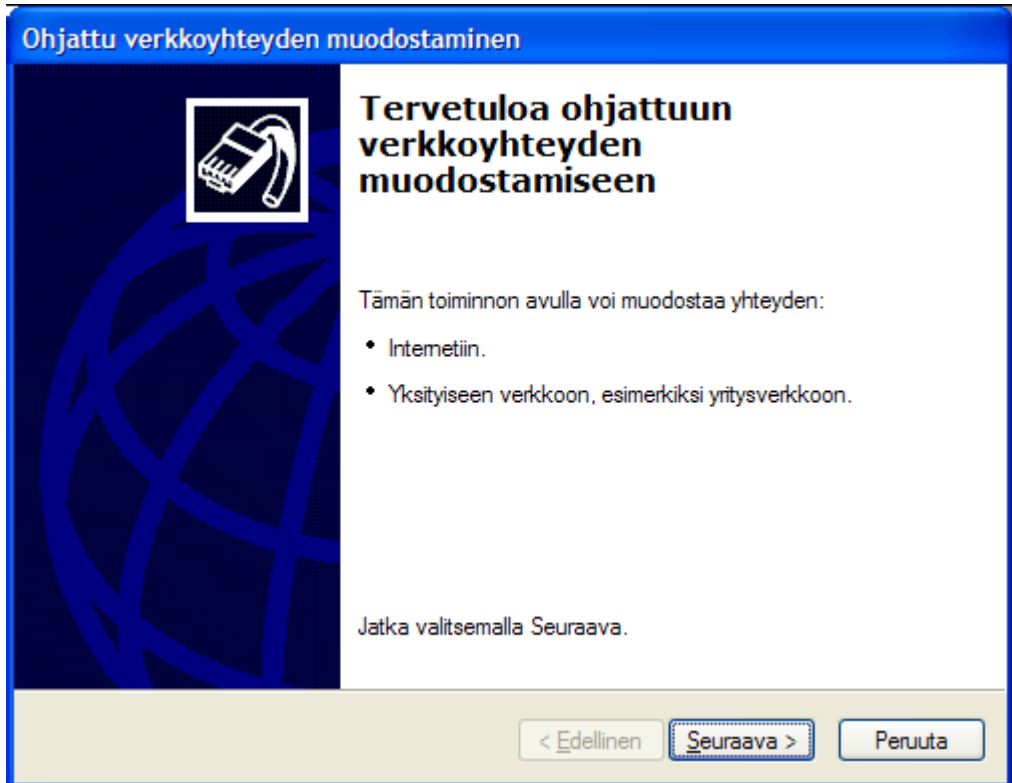 Ohjattu verkkoyhteyden muodostaminen
Tervetuloa ohjattuun
verkkoyhteyden
muodostamiseen
Tämän toiminnon avulla voi muodostaa yhteyden:
• Internetiin.
• Yksityiseen verkkoon, esimerkiksi yritysverkkoon.
Jatka valitsemalla Seuraava.
< Edellinen Seuraava > Peruuta